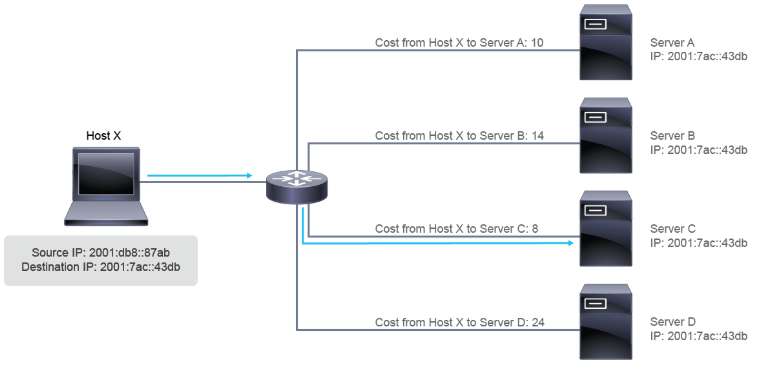 Cost from Host X to Server A: 10
Server A
IP: 2001:7ac::43db
Host X
Cost from Host X to Server B: 14
Server B
IP: 2001:7ac::43db
Source IP: 2001:db8::87ab
Destination IP: 2001:7ac::43db
Cost from Host X to Server C: 8
Server C
IP: 2001:7ac::43db
Cost from Host X to Server D: 24
Server D
IP: 2001:7ac::43db